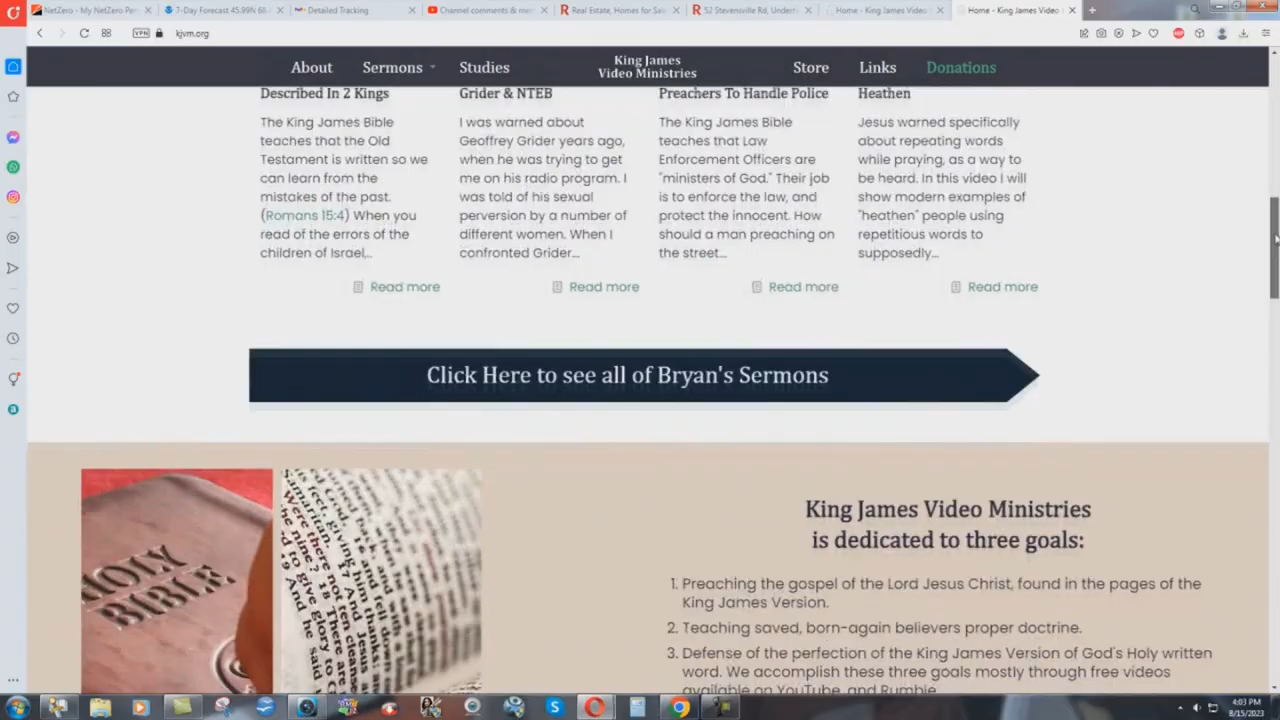 NetZero - My NetZero Per
7-Day Forecast 45.99N 68
Detailed Tracking
Channel comments & me
Real Estate, Homes for Sal
52 Stevensville Rd, Underh
Home - King James Video
Home - King James Video
VPN
kjvm.org
About
Sermons
Studies
King James
Video Ministries
Store
Links
Donations
Described In 2 Kings
The King James Bible
teaches that the Old
Testament is written so we
can learn from the
mistakes of the past.
(Romans 15:4) When you
read of the errors of the
children of Israel,..
Read more
Grider & NTEB
I was warned about
Geoffrey Grider years ago,
when he was trying to get
me on his radio program. I
was told of his sexual
perversion by a number of
different women. When I
confronted Grider...
Read more
Preachers To Handle Police
The King James Bible
teaches that Law
Enforcement Officers are
"ministers of God." Their job
is to enforce the law, and
protect the innocent. How
should a man preaching on
the street...
Read more
Heathen
Jesus warned specifically
about repeating words
while praying, as a way to
be heard. In this video I will
show modern examples of
"heathen" people using
repetitious words to
supposedly...
Read more
Click Here to see all of Bryan's Sermons
HOLY
BIBLE
King James Video Ministries
is dedicated to three goals:
1. Preaching the gospel of the Lord Jesus Christ, found in the pages of the
King James Version.
2. Teaching saved, born-again believers proper doctrine.
3. Defense of the perfection of the King James Version of God's Holy written
word. We accomplish these three goals mostly through free videos
available on YouTube, and Rumble.
4:03 PM
8/15/2023